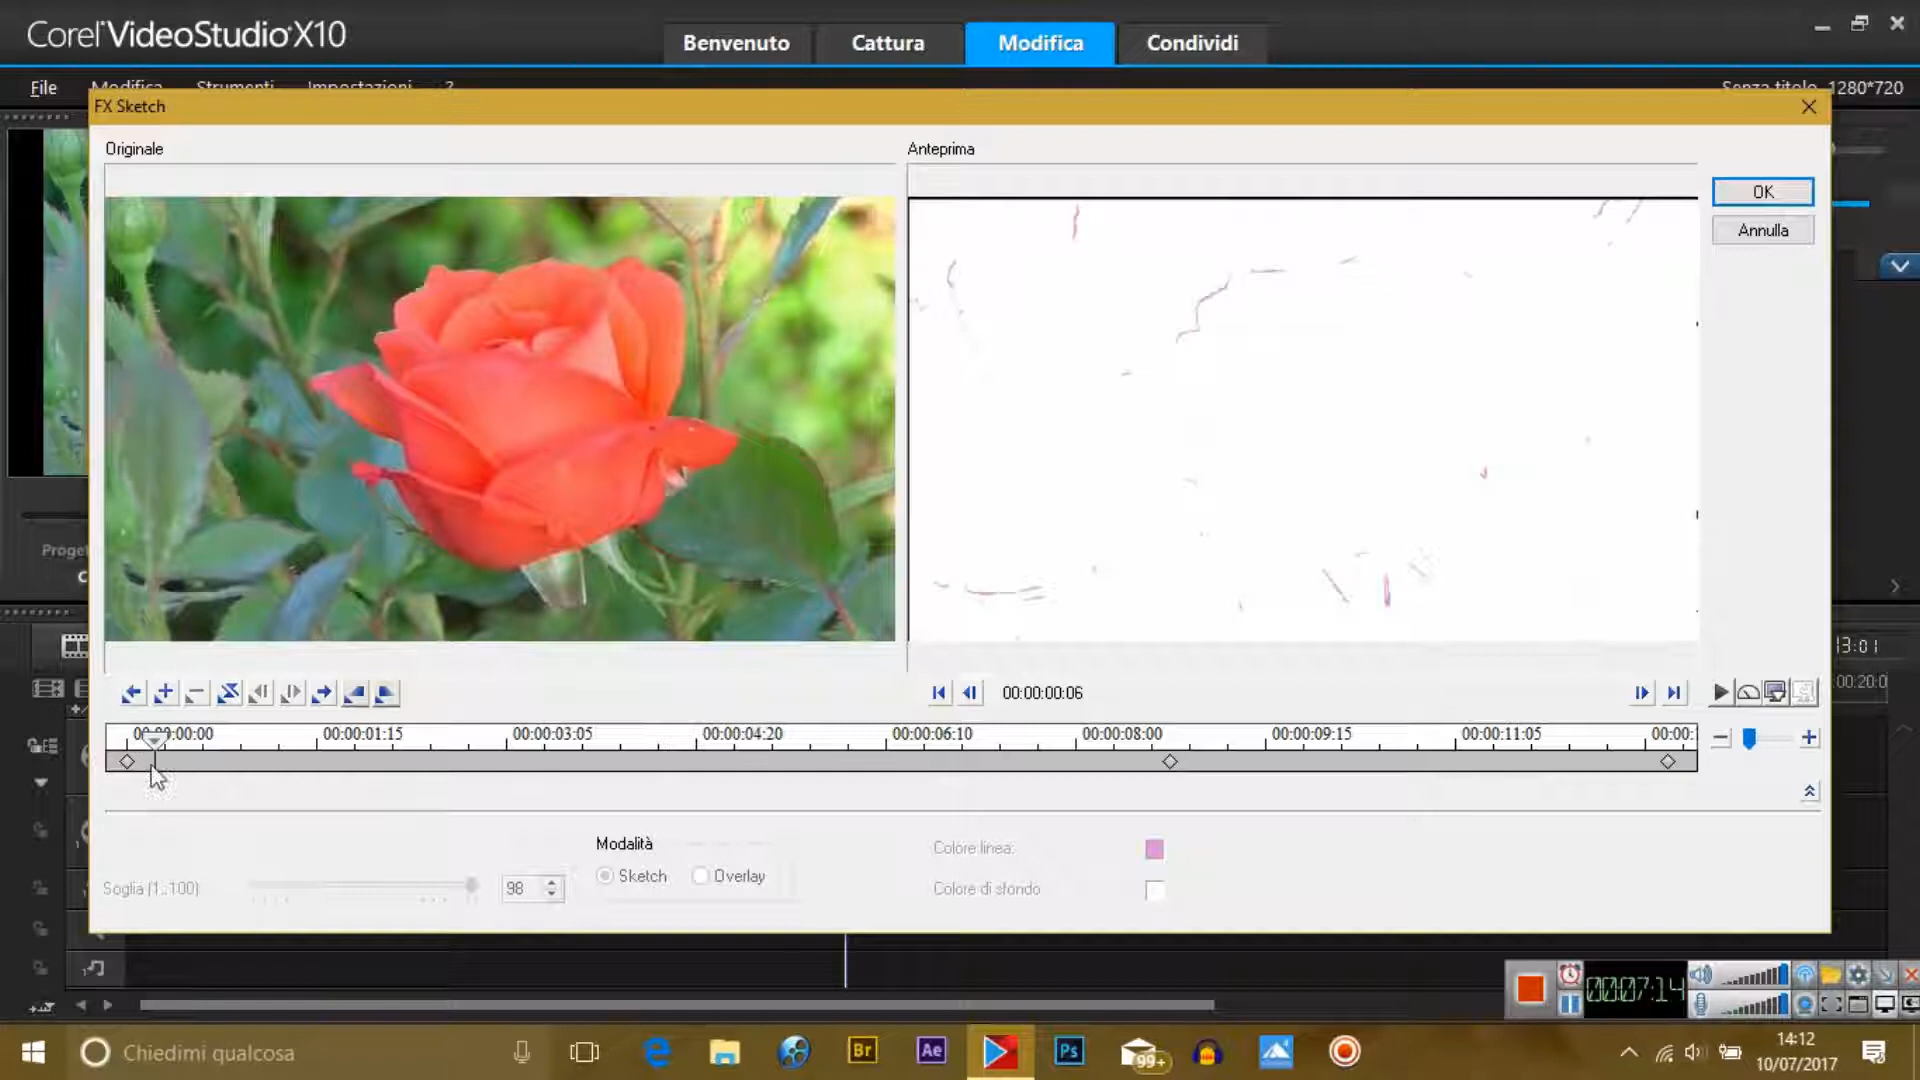 Corel VideoStudio X10
Benvenuto
Cattura
Modifica
Condividi
File Modifica Strumenti Impostazioni ?
Senza titolo, 1280*720
FX Sketch
Originale
Anteprima
OK
Annulla
Proge
C
00:00:00:06
3:01
00:20:0
00:00:00:00 00:00:01:15 00:00:03:05 00:00:04:20 00:00:06:10 00:00:08:00 00:00:09:15 00:00:11:05 00:00:1
Modalità
Sketch
Overlay
Soglia (1..100)
98
Colore linea:
Colore di sfondo
00:07:14
Chiedimi qualcosa
Br
Ae
Ps
99+
14:12
10/07/2017